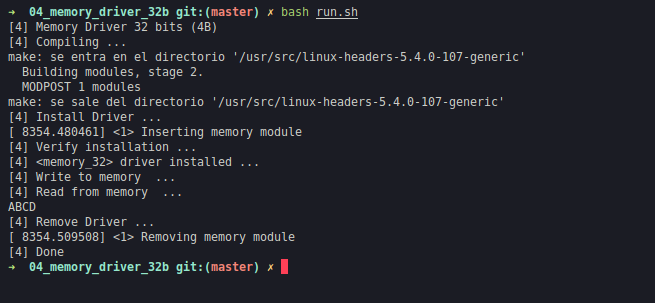 ➜  04_memory_driver_32b git:(master) ✗ bash run.sh
[4] Memory Driver 32 bits (4B)
[4] Compiling ...
make: se entra en el directorio '/usr/src/linux-headers-5.4.0-107-generic'
  Building modules, stage 2.
  MODPOST 1 modules
make: se sale del directorio '/usr/src/linux-headers-5.4.0-107-generic'
[4] Install Driver ...
[ 8354.480461] <1> Inserting memory module
[4] Verify installation ...
[4] <memory_32> driver installed ...
[4] Write to memory  ...
[4] Read from memory  ...
ABCD
[4] Remove Driver ...
[ 8354.509508] <1> Removing memory module
[4] Done
➜  04_memory_driver_32b git:(master) ✗